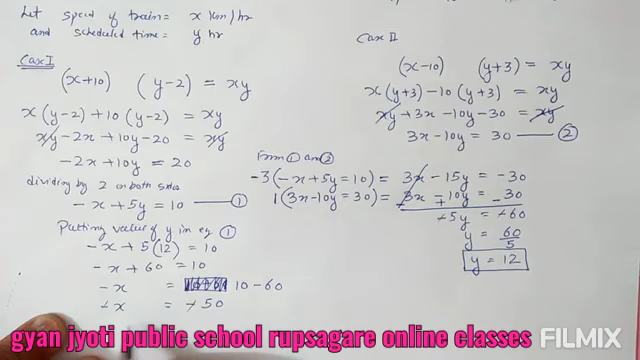 Let speed of train = x km/hr
and scheduled time = y hr
Case I
(x+10) (y-2) = xy
x(y-2)+10(y-2) = xy
xy-2x+10y-20 = xy
-2x+10y = 20
dividing by 2 on both sides
-x+5y = 10 —— ①
Putting value of y in eq ①
-x+5(12) = 10
-x+60 = 10
-x = 10-60
-x = -50
Case II
(x-10) (y+3) = xy
x(y+3)-10(y+3) = xy
xy+3x-10y-30 = xy
3x-10y = 30 —— ②
From ① and ②
-3(-x+5y=10) = 3x-15y = -30
1(3x-10y=30) = 3x-10y = 30
-5y = -60
y = 60/5
y = 12
gyan jyoti public school rupsagare online classes
FILMIX